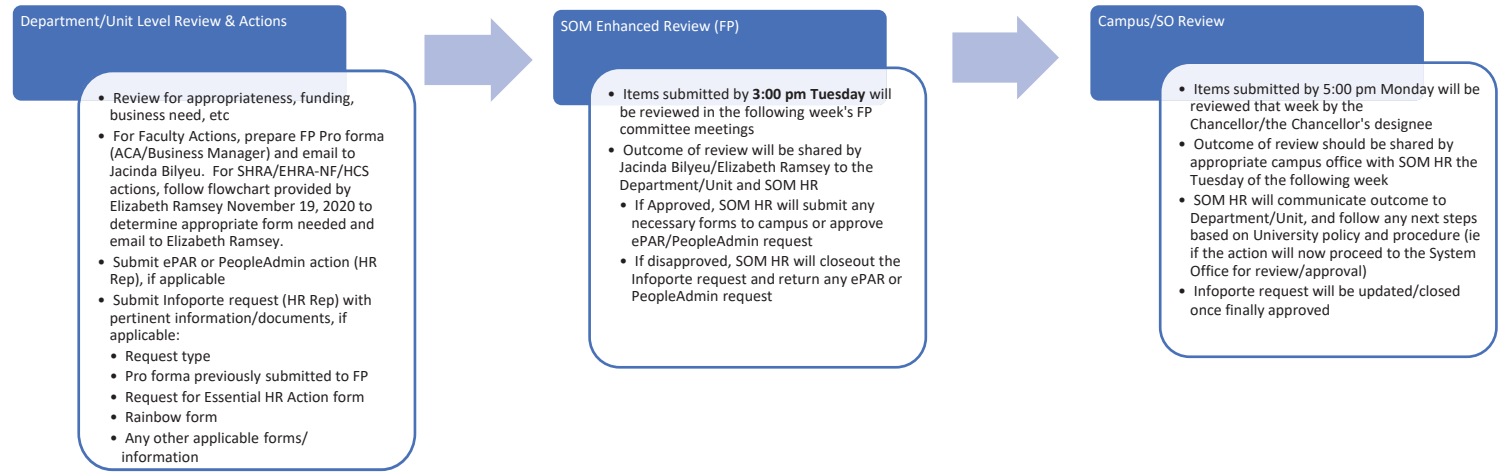 Department/Unit Level Review & Actions
• Review for appropriateness, funding,
business need, etc
• For Faculty Actions, prepare FP Pro forma
(ACA/Business Manager) and email to
Jacinda Bilyeu.  For SHRA/EHRA-NF/HCS
actions, follow flowchart provided by
Elizabeth Ramsey November 19, 2020 to
determine appropriate form needed and
email to Elizabeth Ramsey.
• Submit ePAR or PeopleAdmin action (HR
Rep), if applicable
• Submit Infoporte request (HR Rep) with
pertinent information/documents, if
applicable:
• Request type
• Pro forma previously submitted to FP
• Request for Essential HR Action form
• Rainbow form
• Any other applicable forms/
information
SOM Enhanced Review (FP)
• Items submitted by 3:00 pm Tuesday will
be reviewed in the following week's FP
committee meetings
• Outcome of review will be shared by
Jacinda Bilyeu/Elizabeth Ramsey to the
Department/Unit and SOM HR
• If Approved, SOM HR will submit any
necessary forms to campus or approve
ePAR/PeopleAdmin request
• If disapproved, SOM HR will closeout the
Infoporte request and return any ePAR or
PeopleAdmin request
Campus/SO Review
• Items submitted by 5:00 pm Monday will be
reviewed that week by the
Chancellor/the Chancellor's designee
• Outcome of review should be shared by
appropriate campus office with SOM HR the
Tuesday of the following week
• SOM HR will communicate outcome to
Department/Unit, and follow any next steps
based on University policy and procedure (ie
if the action will now proceed to the System
Office for review/approval)
• Infoporte request will be updated/closed
once finally approved